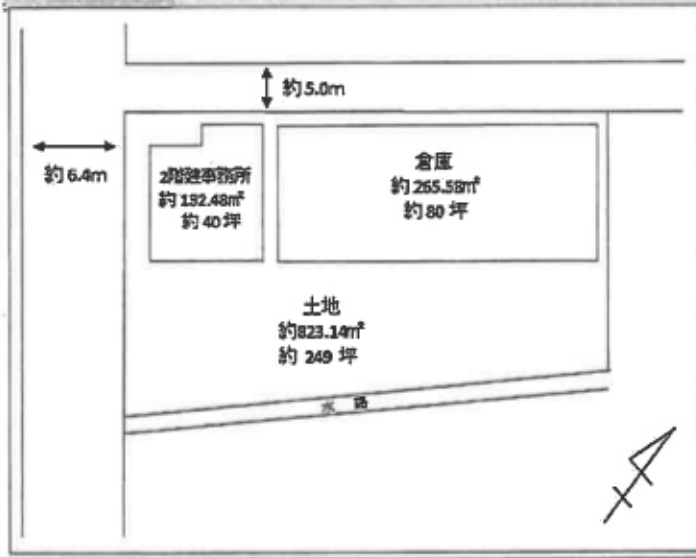 約5.0m
約6.4m
2階建事務所
約132.48㎡
約40坪
倉庫
約265.58㎡
約80坪
土地
約823.14㎡
約249坪
水路